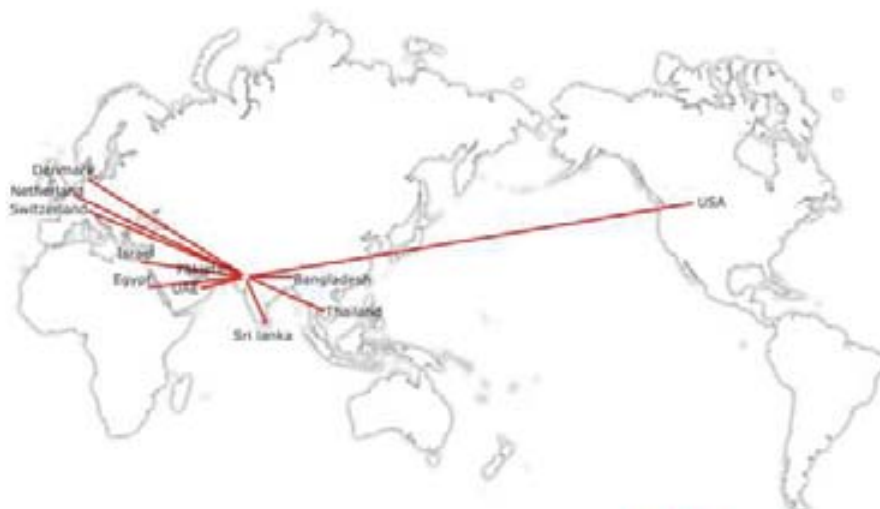 Denmark
Netherland
Switzerland
USA
Israel
Egypt
UAE
Bangladesh
Thailand
Sri lanka